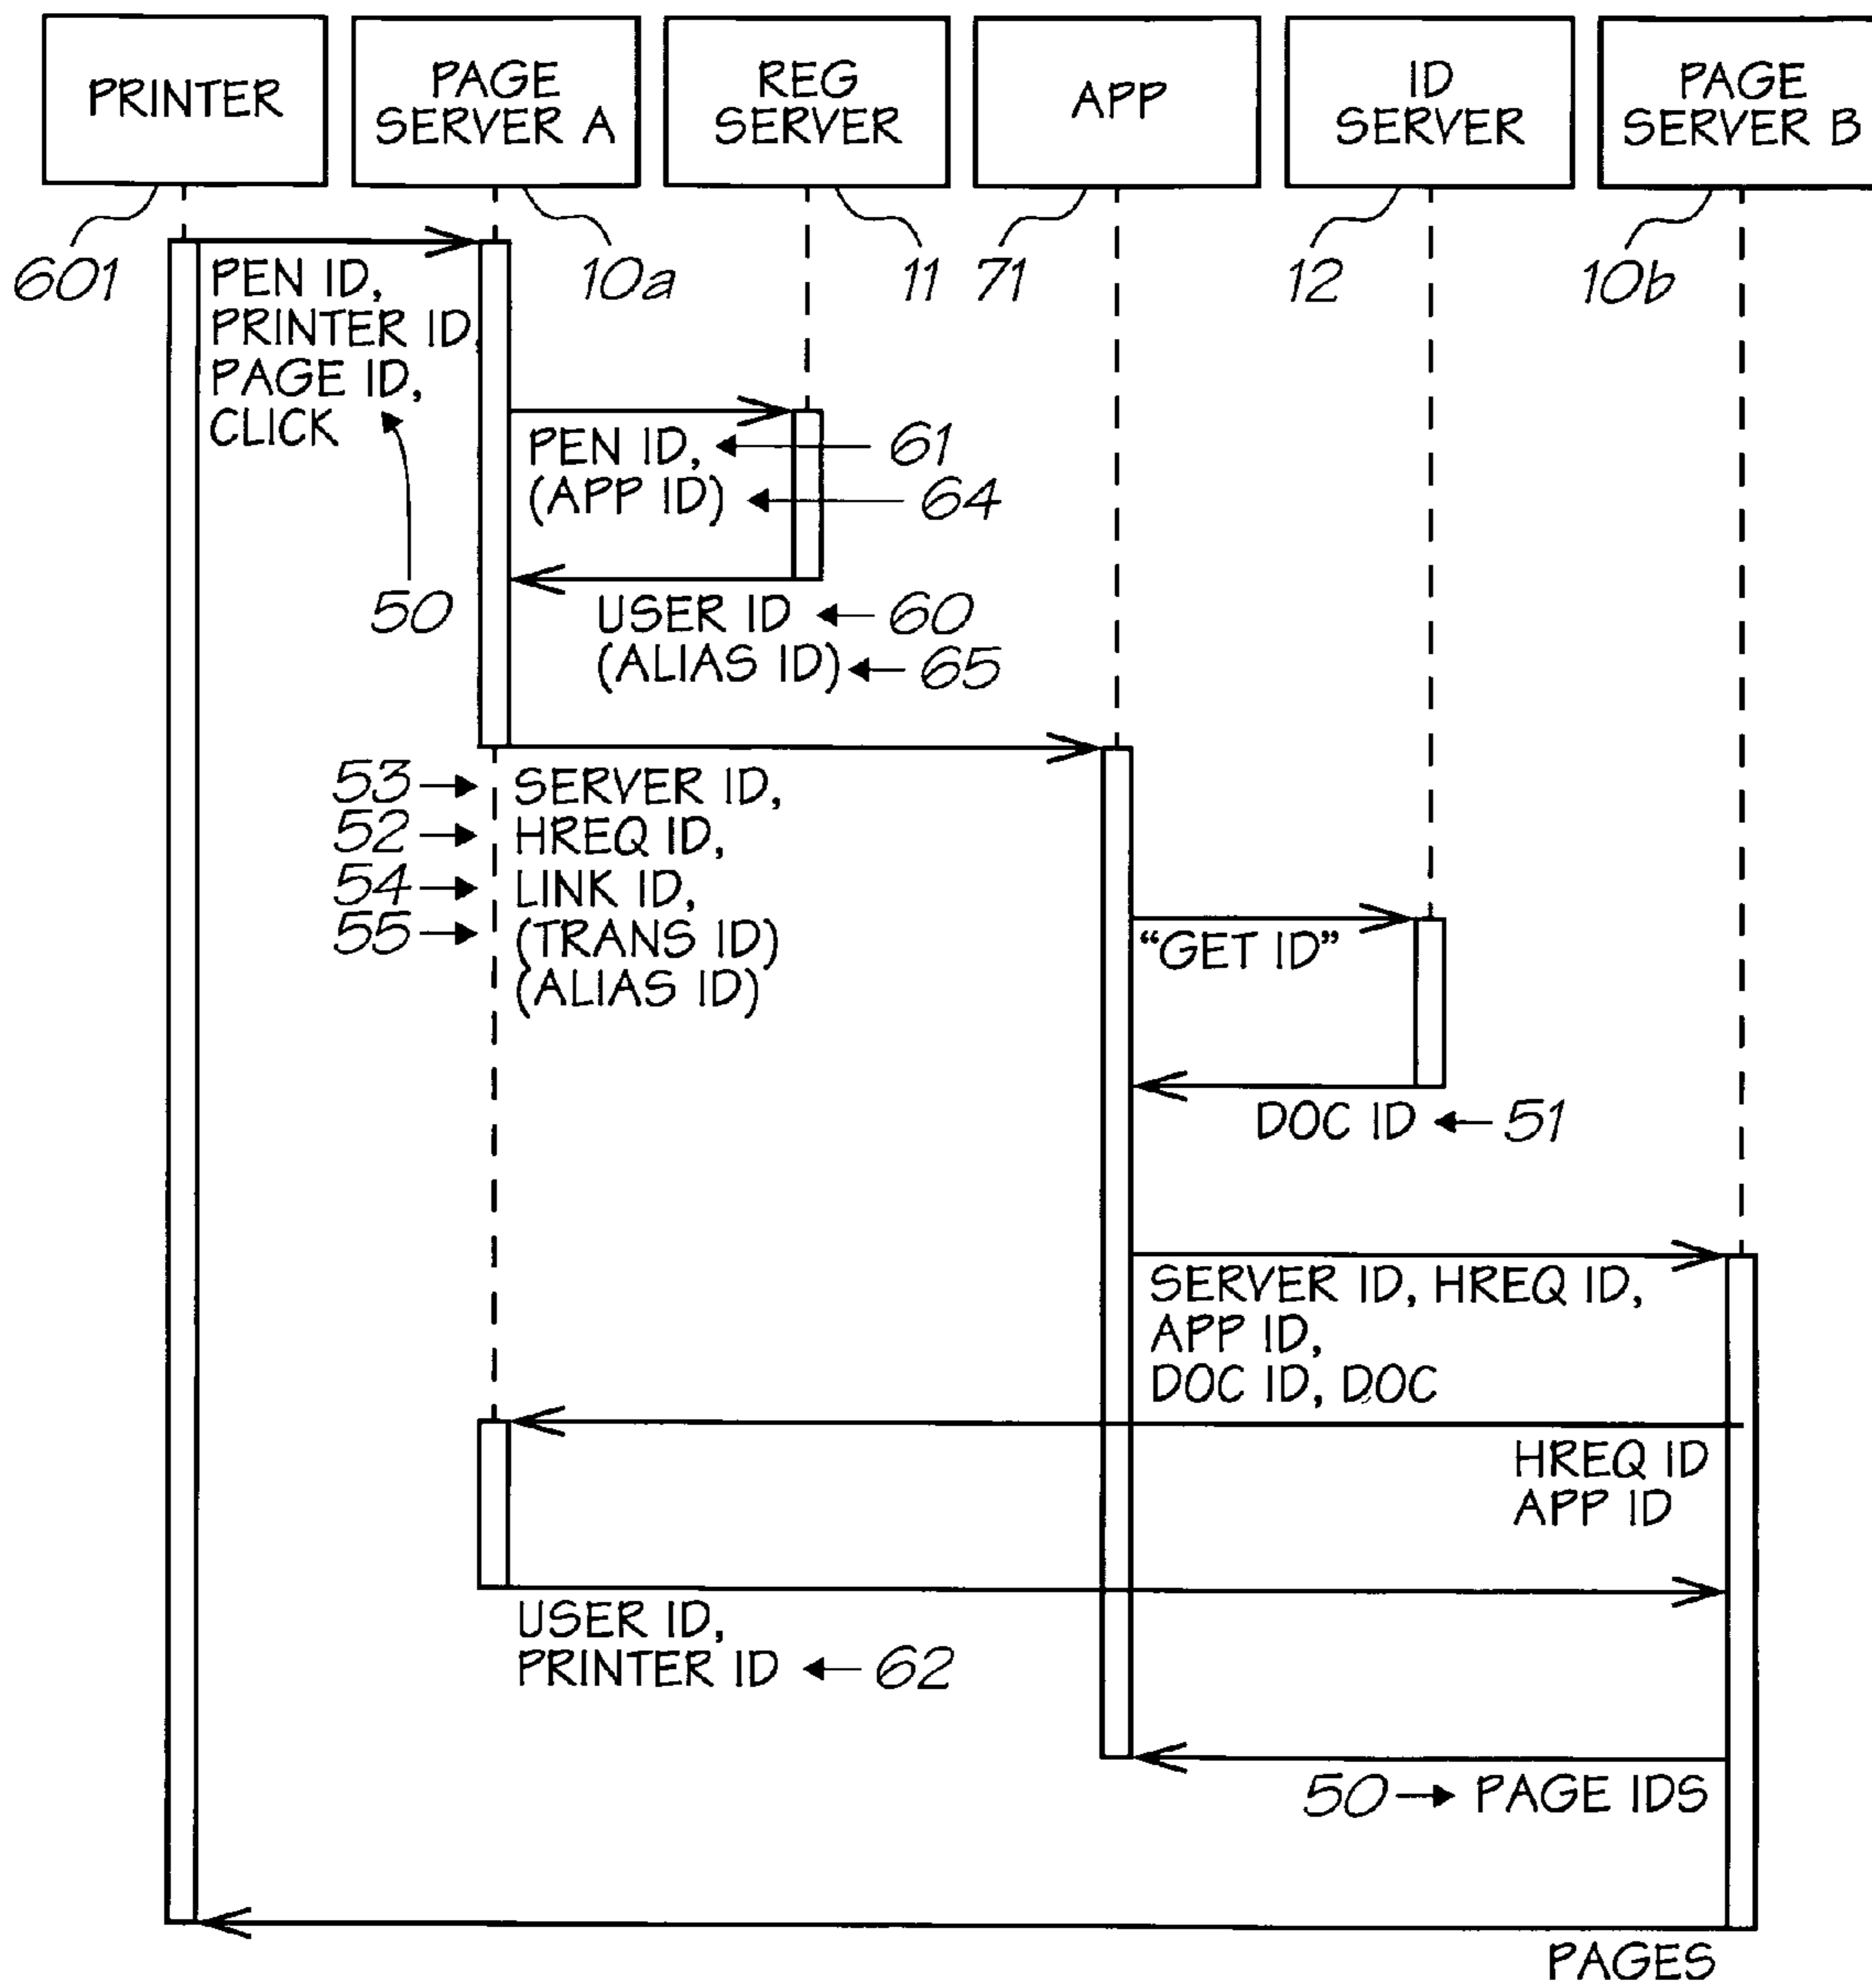 PRINTER
PAGE
SERVER A
REG
SERVER
APP
ID
SERVER
PAGE
SERVER B
601
10a
11
71
12
10b
PEN ID,
PRINTER ID
PAGE ID,
CLICK
50
PEN ID,
61
(APP ID)
64
USER ID
60
(ALIAS ID)
65
53
SERVER ID,
52
HREQ ID,
54
LINK ID,
55
(TRANS ID)
(ALIAS ID)
“GET ID”
DOC ID
51
SERVER ID, HREQ ID,
APP ID,
DOC ID, DOC
HREQ ID
APP ID
USER ID,
PRINTER ID
62
50
PAGE IDS
PAGES